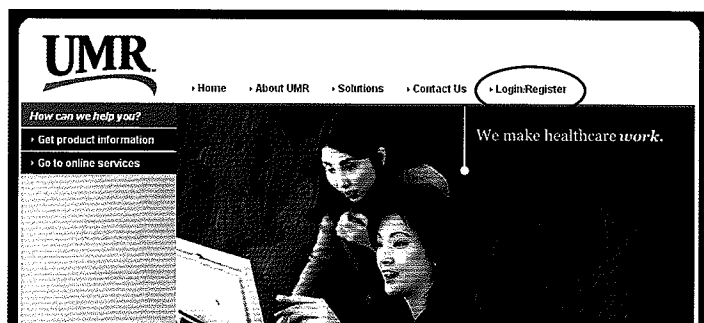 UMR
› Home › About UMR › Solutions › Contact Us › Login:Register
How can we help you?
› Get product information
› Go to online services
We make healthcare work.